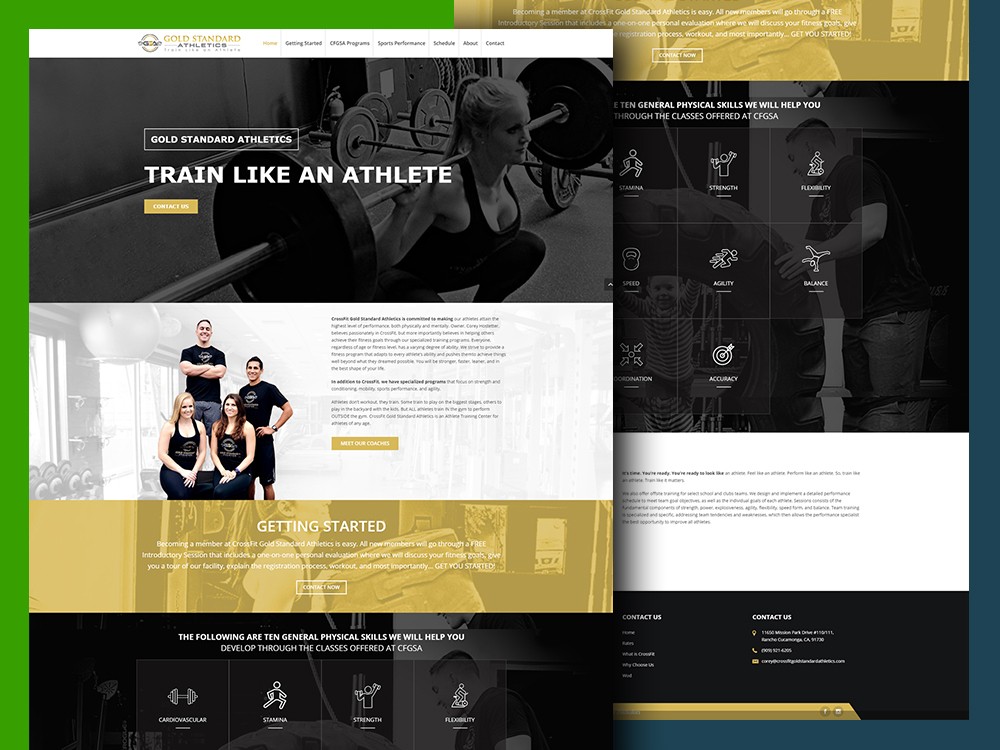 GOLD STANDARD
ATHLETICS
Train Like an Athlete
Home
Getting Started
CFGSA Programs
Sports Performance
Schedule
About
Contact
GOLD STANDARD ATHLETICS
TRAIN LIKE AN ATHLETE
CONTACT US
CrossFit Gold Standard Athletics is committed to making our athletes attain the
highest level of performance, both physically and mentally. Owner, Corey Hostetter,
believes passionately in CrossFit, but more importantly believes in helping others
achieve their fitness goals through our specialized training programs. Everyone,
regardless of age or fitness level, has a varying degree of ability. We strive to provide a
fitness program that adapts to every athlete's ability and pushes them to achieve things
well beyond what they dreamed possible. You will be stronger, faster, leaner, and in
the best shape of your life.
In addition to CrossFit, we have specialized programs that focus on strength and
conditioning, mobility, sports performance, and agility.
Athletes don't workout, they train. Some train to play on the biggest stages, others to
play in the backyard with the kids. But ALL athletes train IN the gym to perform
OUTSIDE the gym. CrossFit Gold Standard Athletics is an Athlete Training Center for
athletes of any age.
MEET OUR COACHES
GETTING STARTED
Becoming a member at CrossFit Gold Standard Athletics is easy. All new members will go through a FREE
Introductory Session that includes a one-on-one personal evaluation where we will discuss your fitness goals, give
you a tour of our facility, explain the registration process, workout, and most importantly... GET YOU STARTED!
CONTACT NOW
THE FOLLOWING ARE TEN GENERAL PHYSICAL SKILLS WE WILL HELP YOU
DEVELOP THROUGH THE CLASSES OFFERED AT CFGSA
CARDIOVASCULAR
STAMINA
STRENGTH
FLEXIBILITY
Becoming a member at CrossFit Gold Standard Athletics is easy. All new members will go through a FREE
Introductory Session that includes a one-on-one personal evaluation where we will discuss your fitness goals, give
registration process, workout, and most importantly... GET YOU STARTED!
CONTACT NOW
E TEN GENERAL PHYSICAL SKILLS WE WILL HELP YOU
THROUGH THE CLASSES OFFERED AT CFGSA
STAMINA
STRENGTH
FLEXIBILITY
SPEED
AGILITY
BALANCE
OORDINATION
ACCURACY
It's time. You're ready. You're ready to look like an athlete. Feel like an athlete. Perform like an athlete. So, train like
an athlete. Train like it matters.
We also offer offsite training for select school and clubs teams. We design and implement a detailed performance
schedule to meet team goal objectives, as well as the individual goals of each athlete. Sessions consists of the
fundamental components of strength, power, explosiveness, agility, flexibility, speed form, and balance. Team training
is specialized and specific, addressing team tendencies and weaknesses, which then allows the performance specialist
the best opportunity to improve all athletes.
CONTACT US
Home
Rates
What is CrossFit
Why Choose Us
Wod
CONTACT US
11650 Mission Park Drive #110/111,
Rancho Cucamonga, CA. 91730
(909) 921-6205
corey@crossfitgoldstandardathletics.com